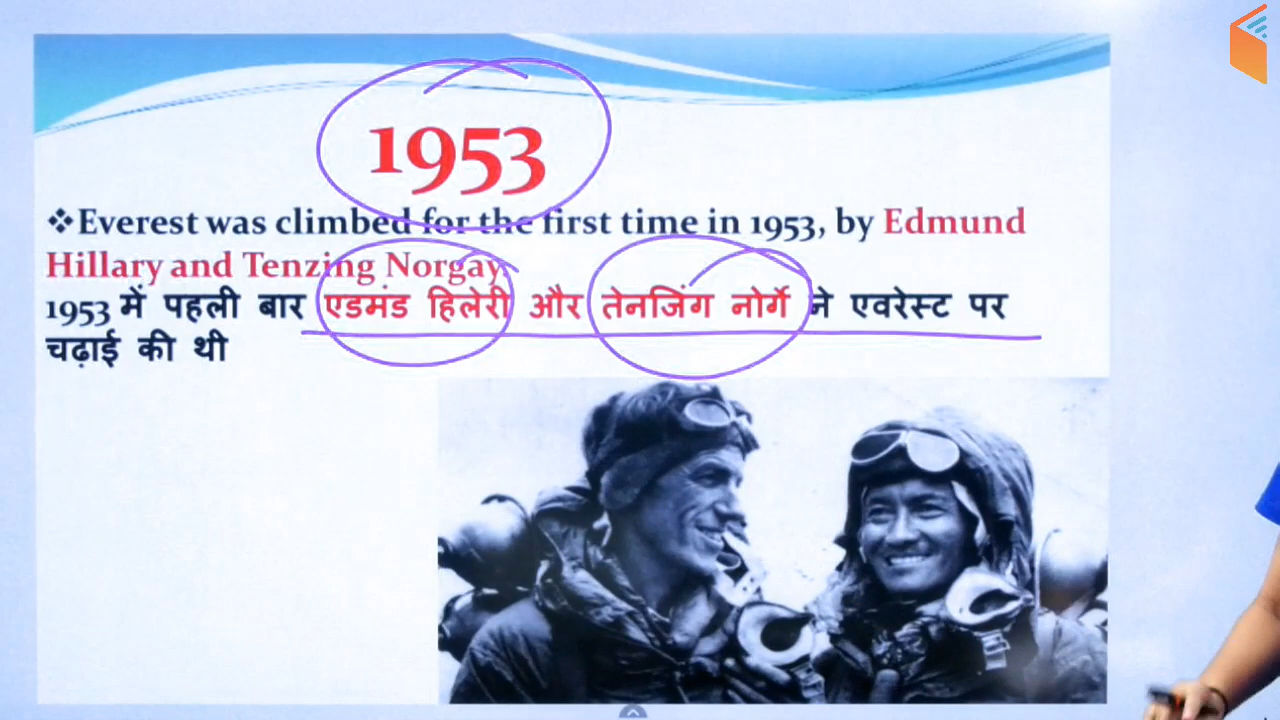 1953
❖Everest was climbed for the first time in 1953, by Edmund
Hillary and Tenzing Norgay.
1953 में पहली बार एडमंड हिलेरी और तेनजिंग नोर्गे ने एवरेस्ट पर
चढ़ाई की थी